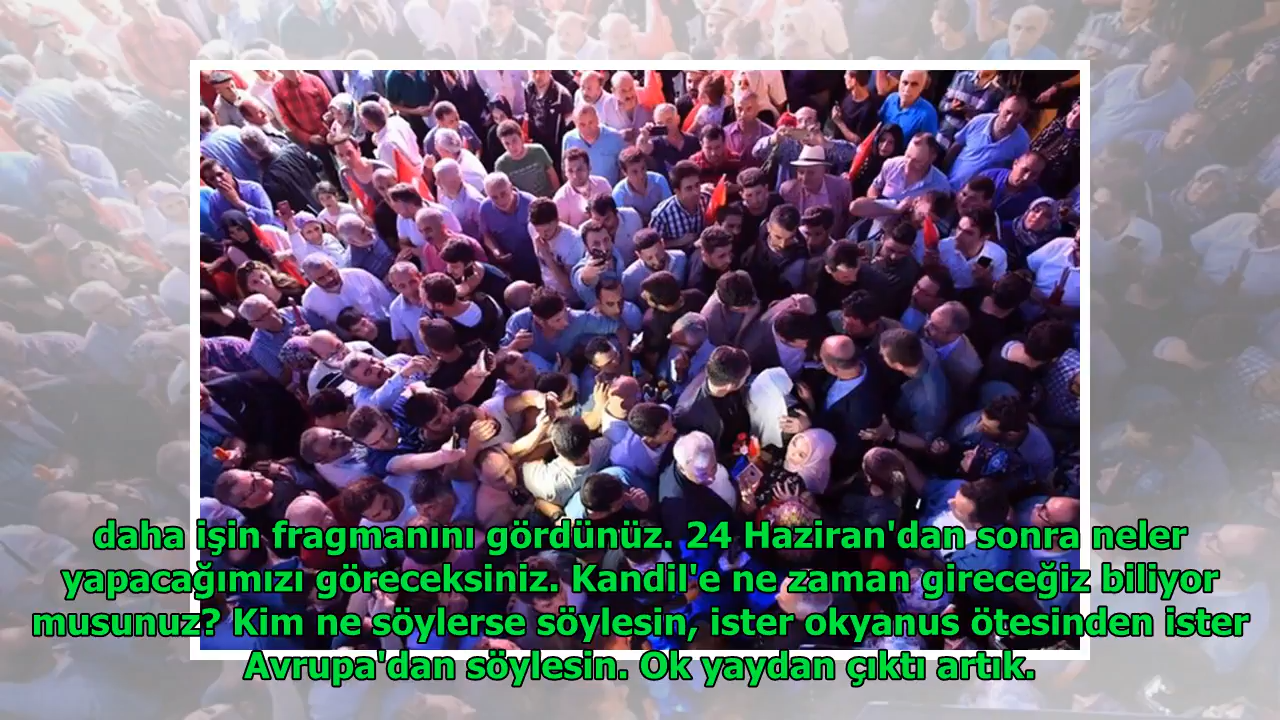 daha işin fragmanını gördünüz. 24 Haziran'dan sonra neler
yapacağımızı göreceksiniz. Kandil'e ne zaman gireceğiz biliyor
musunuz? Kim ne söylerse söylesin, ister okyanus ötesinden ister
Avrupa'dan söylesin. Ok yaydan çıktı artık.